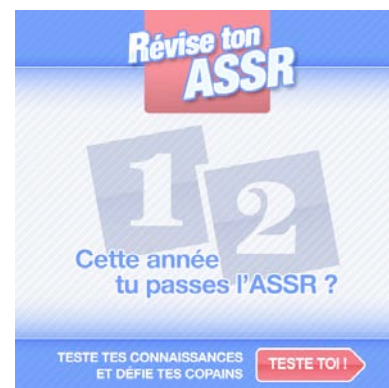 Révise ton
ASSR
1 2
Cette année
tu passes l'ASSR ?
TESTE TES CONNAISSANCES
ET DÉFIE TES COPAINS
TESTE TOI !